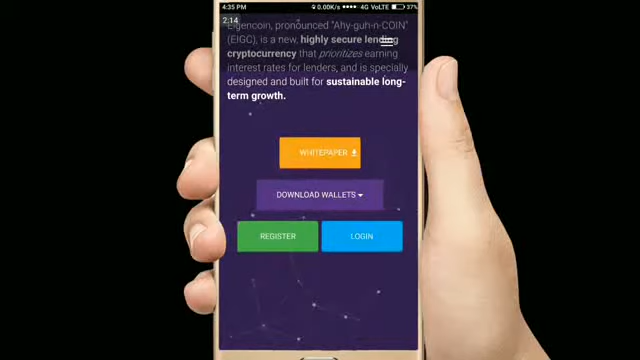 4:35 PM
0.00K/s
4G VoLTE
37%
2:14
Eigencoin, pronounced "Ahy-guh-n-COIN"
(EIGC), is a new, highly secure lending
cryptocurrency that prioritizes earning
interest rates for lenders, and is specially
designed and built for sustainable long-
term growth.
WHITEPAPER
DOWNLOAD WALLETS
REGISTER
LOGIN